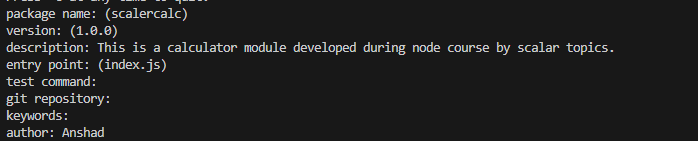 package name: (scalercalc)
version: (1.0.0)
description: This is a calculator module developed during node course by scalar topics.
entry point: (index.js)
test command:
git repository:
keywords:
author: Anshad